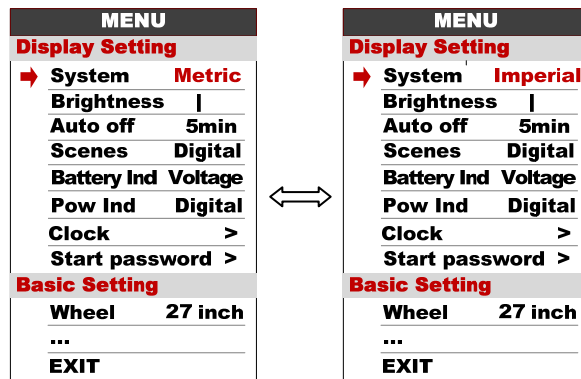 MENU
Display Setting
System Metric
Brightness |
Auto off 5min
Scenes Digital
Battery Ind Voltage
Pow Ind Digital
Clock >
Start password >
Basic Setting
Wheel 27 inch
...
EXIT
MENU
Display Setting
System Imperial
Brightness |
Auto off 5min
Scenes Digital
Battery Ind Voltage
Pow Ind Digital
Clock >
Start password >
Basic Setting
Wheel 27 inch
...
EXIT